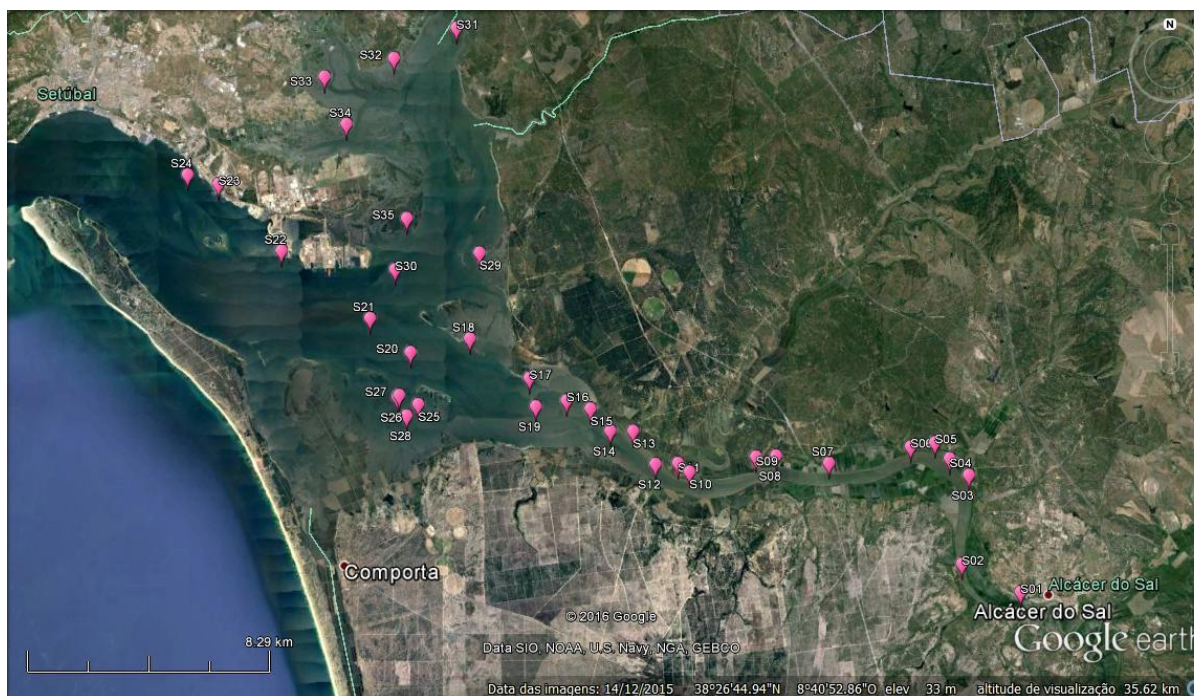 N
S31
S32
S33
Setúbal
S34
S24
S23
S35
S22
S29
S30
S21
S18
S20
S17
S27
S16
S25
S26
S19
S15
S28
S13
S14
S06
S05
S09
S07
S04
S11
S12
S08
S10
S03
S02
Comporta
Alcácer do Sal
S01
Alcácer do Sal
© 2016 Google
8.29 km
Google earth
Data SIO, NOAA, U.S. Navy, NGA, GEBCO
Data das imagens: 14/12/2015 38°26'44.94"N 8°40'52.86"O elev 33 m altitude de visualização 35.62 km